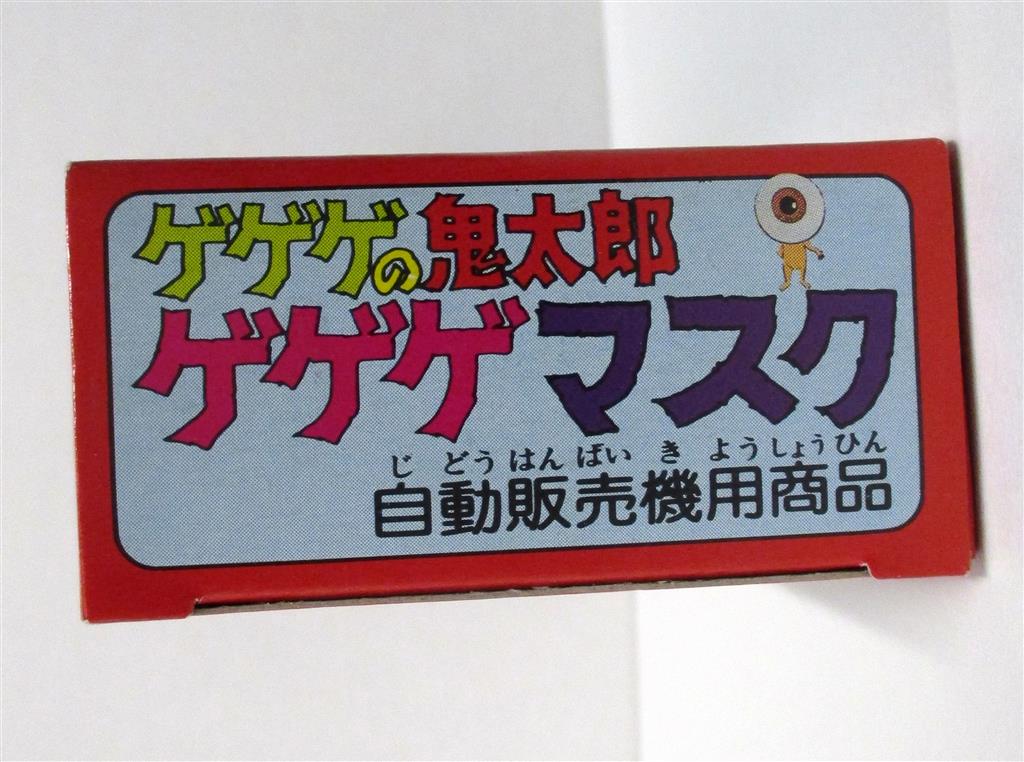 ゲゲゲの鬼太郎
ゲゲゲマスク
じどうはんばいきようしょうひん
自動販売機用商品